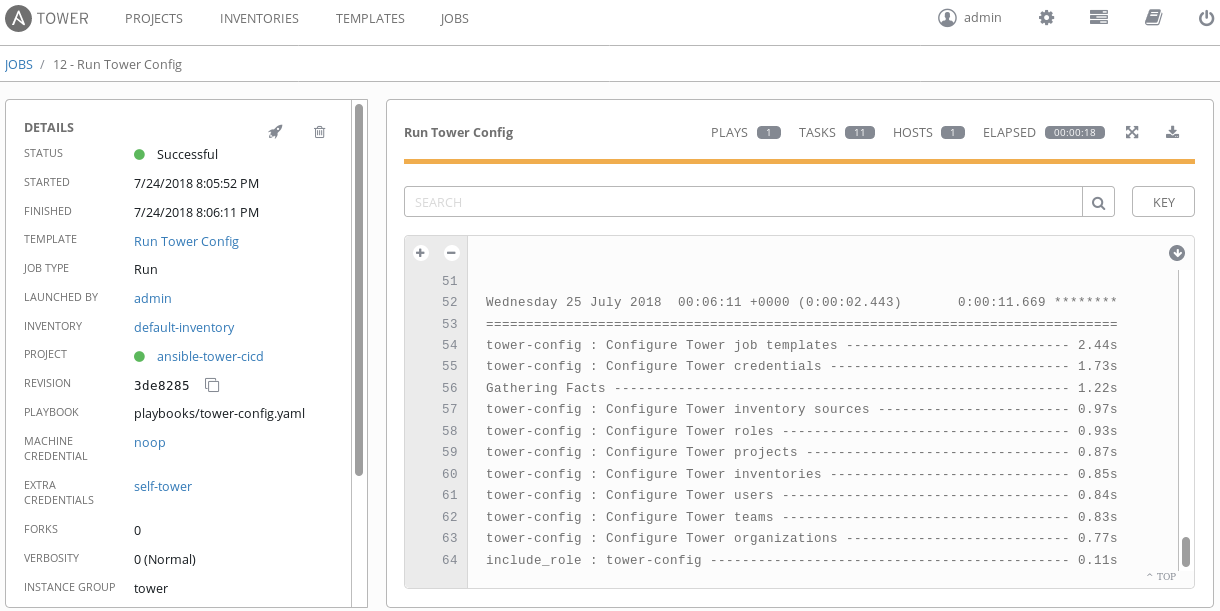 A TOWER PROJECTS INVENTORIES TEMPLATES JOBS admin
JOBS / 12 - Run Tower Config
DETAILS
STATUS Successful
STARTED 7/24/2018 8:05:52 PM
FINISHED 7/24/2018 8:06:11 PM
TEMPLATE Run Tower Config
JOB TYPE Run
LAUNCHED BY admin
INVENTORY default-inventory
PROJECT ansible-tower-cicd
REVISION 3de8285
PLAYBOOK playbooks/tower-config.yaml
MACHINE
CREDENTIAL noop
EXTRA
CREDENTIALS self-tower
FORKS 0
VERBOSITY 0 (Normal)
INSTANCE GROUP tower
Run Tower Config PLAYS 1 TASKS 11 HOSTS 1 ELAPSED 00:00:18
SEARCH KEY
51
52 Wednesday 25 July 2018  00:06:11 +0000 (0:00:02.443)       0:00:11.669 ********
53 ===============================================================================
54 tower-config : Configure Tower job templates ---------------------------- 2.44s
55 tower-config : Configure Tower credentials ------------------------------ 1.73s
56 Gathering Facts --------------------------------------------------------- 1.22s
57 tower-config : Configure Tower inventory sources ------------------------ 0.97s
58 tower-config : Configure Tower roles ------------------------------------ 0.93s
59 tower-config : Configure Tower projects --------------------------------- 0.87s
60 tower-config : Configure Tower inventories ------------------------------ 0.85s
61 tower-config : Configure Tower users ------------------------------------ 0.84s
62 tower-config : Configure Tower teams ------------------------------------ 0.83s
63 tower-config : Configure Tower organizations ---------------------------- 0.77s
64 include_role : tower-config --------------------------------------------- 0.11s
^ TOP